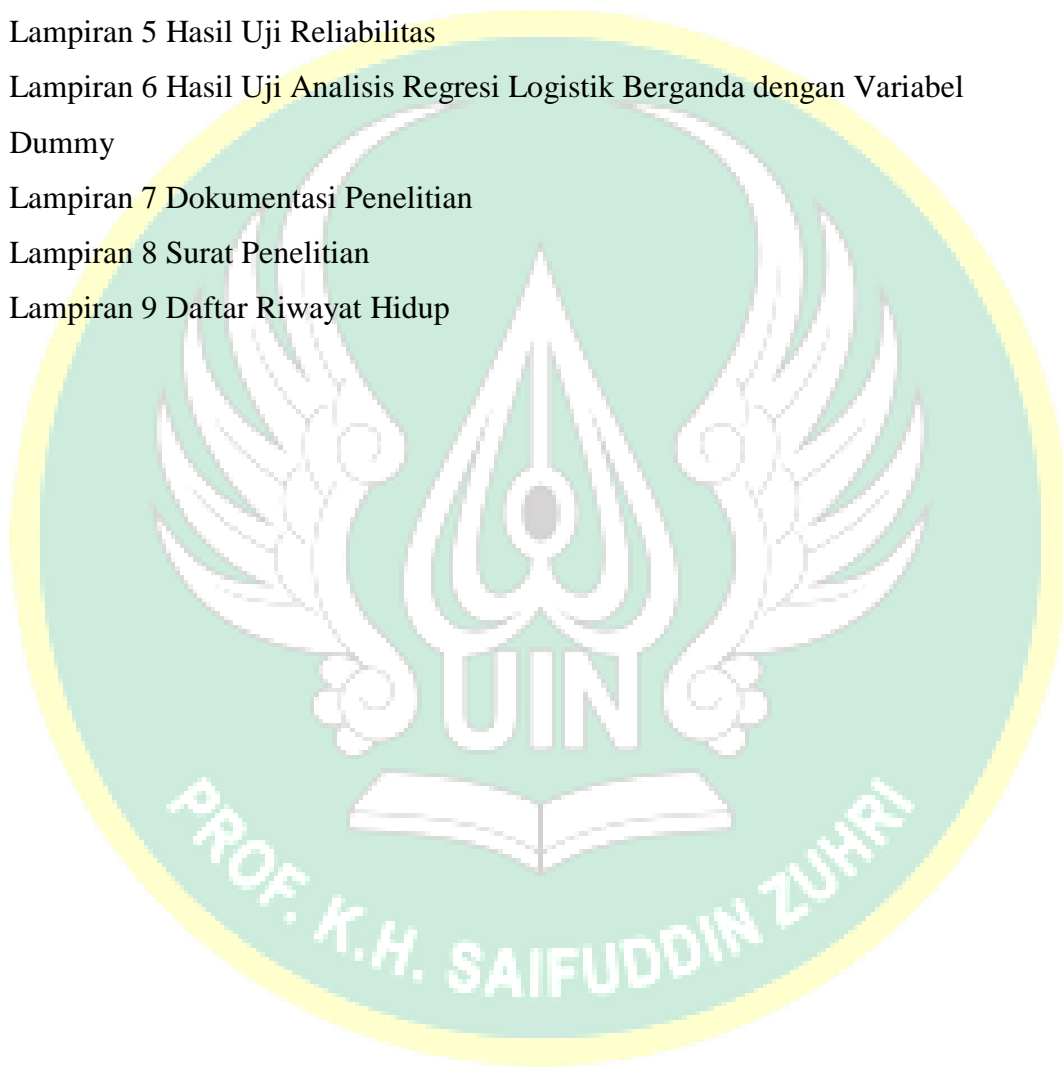 Lampiran 5 Hasil Uji Reliabilitas
Lampiran 6 Hasil Uji Analisis Regresi Logistik Berganda dengan Variabel
Dummy
Lampiran 7 Dokumentasi Penelitian
Lampiran 8 Surat Penelitian
Lampiran 9 Daftar Riwayat Hidup
UIN
PROF. K.H. SAIFUDDIN ZUHRI